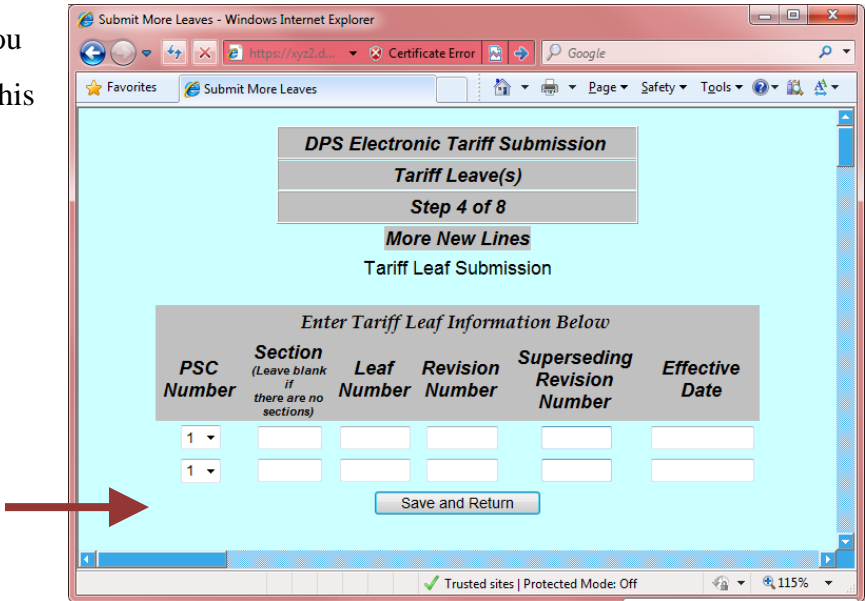 ou
his
Submit More Leaves - Windows Internet Explorer
https://xyz2.d... Certificate Error Google
Favorites Submit More Leaves Page Safety Tools
DPS Electronic Tariff Submission
Tariff Leave(s)
Step 4 of 8
More New Lines
Tariff Leaf Submission
Enter Tariff Leaf Information Below
PSC Number
Section (Leave blank if there are no sections)
Leaf Number
Revision Number
Superseding Revision Number
Effective Date
1
1
Save and Return
Trusted sites | Protected Mode: Off 115%